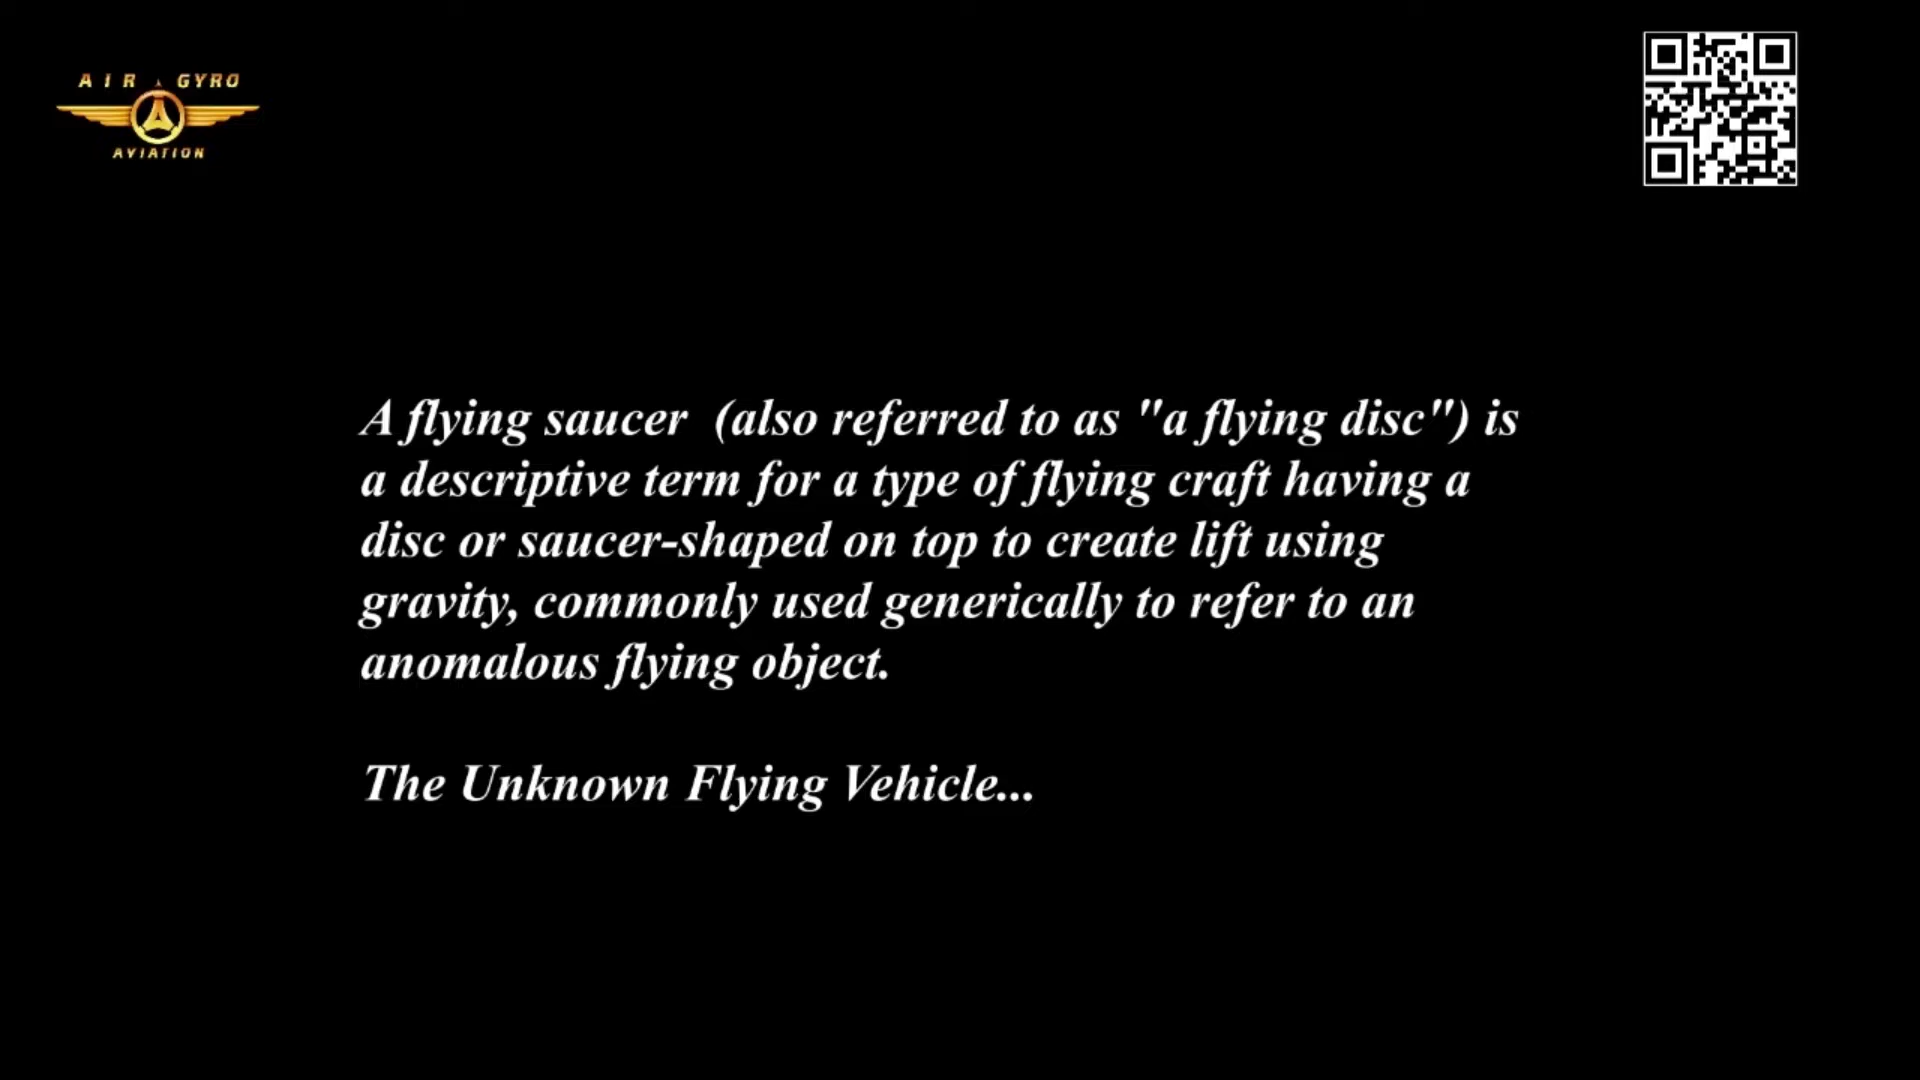 AIR GYRO
AVIATION
A flying saucer (also referred to as "a flying disc") is
a descriptive term for a type of flying craft having a
disc or saucer-shaped on top to create lift using
gravity, commonly used generically to refer to an
anomalous flying object.
The Unknown Flying Vehicle...